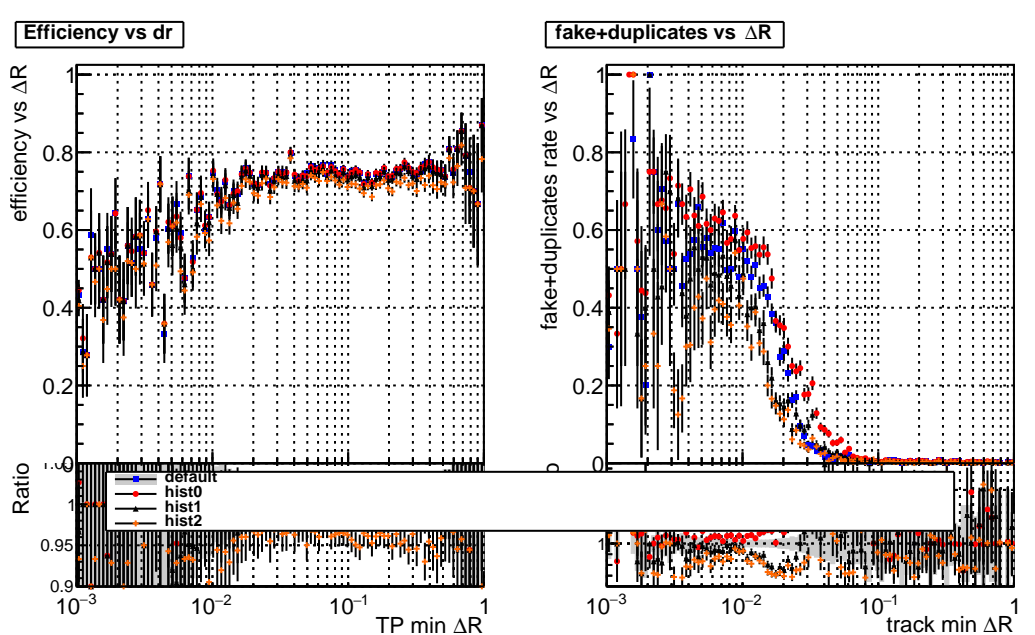 Efficiency vs dr
efficiency vs ΔR
1
0.8
0.6
0.4
0.2
0
Ratio
1
0.95
0.9
10⁻³ 10⁻² 10⁻¹ 1
TP min ΔR
fake+duplicates vs ΔR
fake+duplicates rate vs ΔR
1
0.8
0.6
0.4
0.2
0
1
10⁻³ 10⁻² 10⁻¹ 1
track min ΔR
default
hist0
hist1
hist2